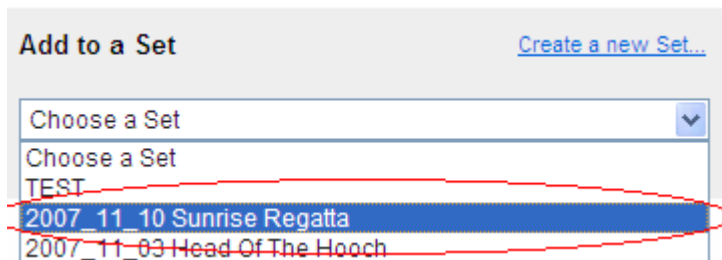 Add to a Set Create a new Set...
Choose a Set
Choose a Set
TEST
2007_11_10 Sunrise Regatta
2007_11_03 Head Of The Hooch